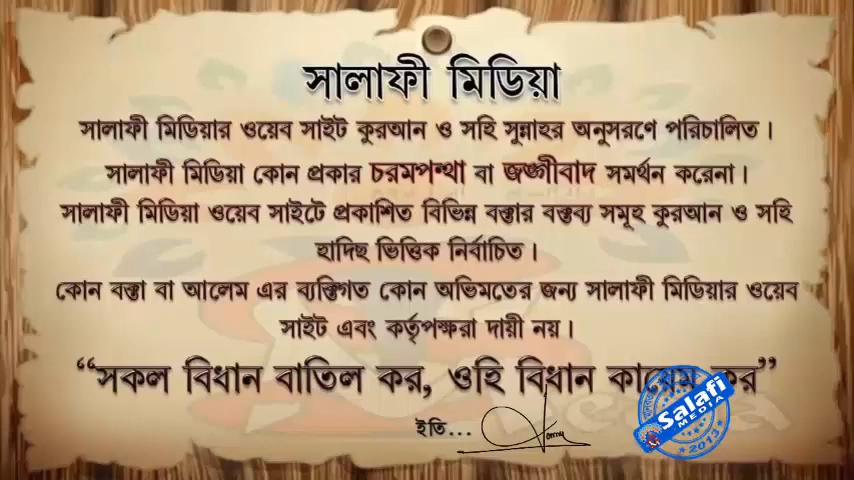 সালাফী মিডিয়া
সালাফী মিডিয়ার ওয়েব সাইট কুরআন ও সহি সুন্নাহর অনুসরণে পরিচালিত।
সালাফী মিডিয়া কোন প্রকার চরমপন্থা বা জঙ্গীবাদ সমর্থন করেনা।
সালাফী মিডিয়া ওয়েব সাইটে প্রকাশিত বিভিন্ন বক্তার বক্তব্য সমূহ কুরআন ও সহি
হাদিছ ভিত্তিক নির্বাচিত।
কোন বক্তা বা আলেম এর ব্যক্তিগত কোন অভিমতের জন্য সালাফী মিডিয়ার ওয়েব
সাইট এবং কর্তৃপক্ষরা দায়ী নয়।
“সকল বিধান বাতিল কর, ওহি বিধান কায়েম কর”
ইতি...
Salafi
MEDIA
2013